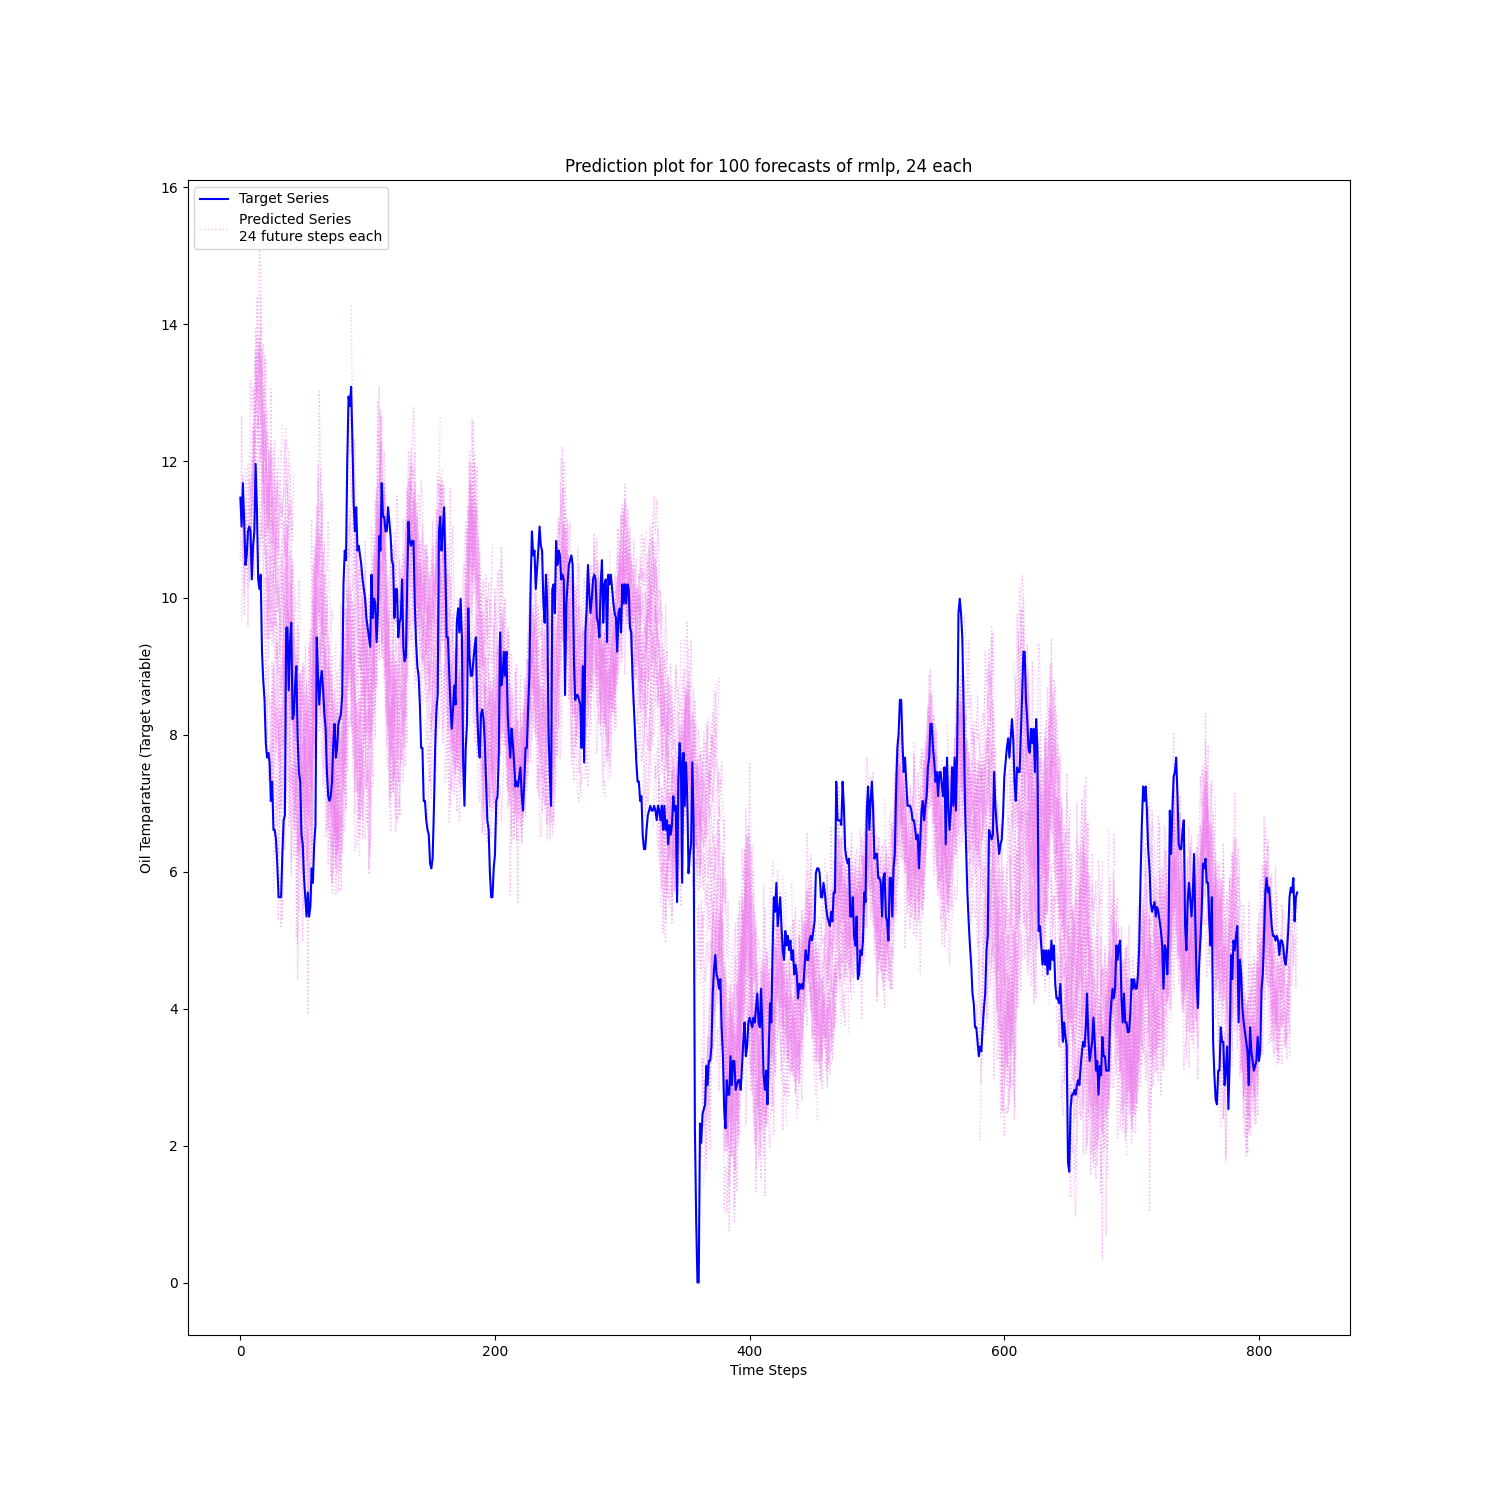 Prediction plot for 100 forecasts of rmlp, 24 each
Target Series
Predicted Series
24 future steps each
16
14
12
10
8
6
4
2
0
Oil Temparature (Target variable)
0 200 400 600 800
Time Steps